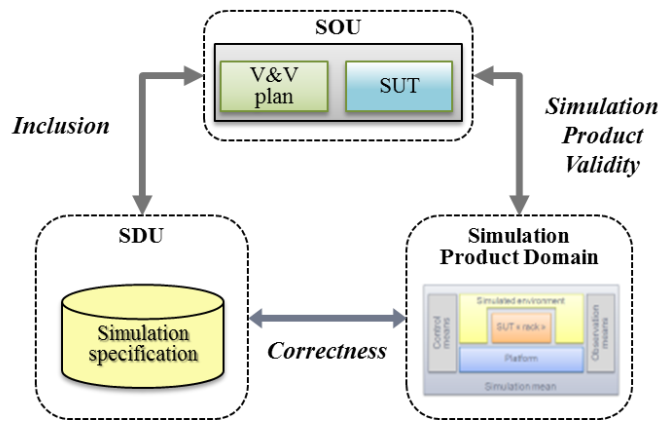 SOU
V&V
plan
SUT
Inclusion
Simulation
Product
Validity
SDU
Simulation
specification
Correctness
Simulation
Product Domain
Control
means
Simulated environment
SUT « rack »
Observation
means
Platform
Simulation mean